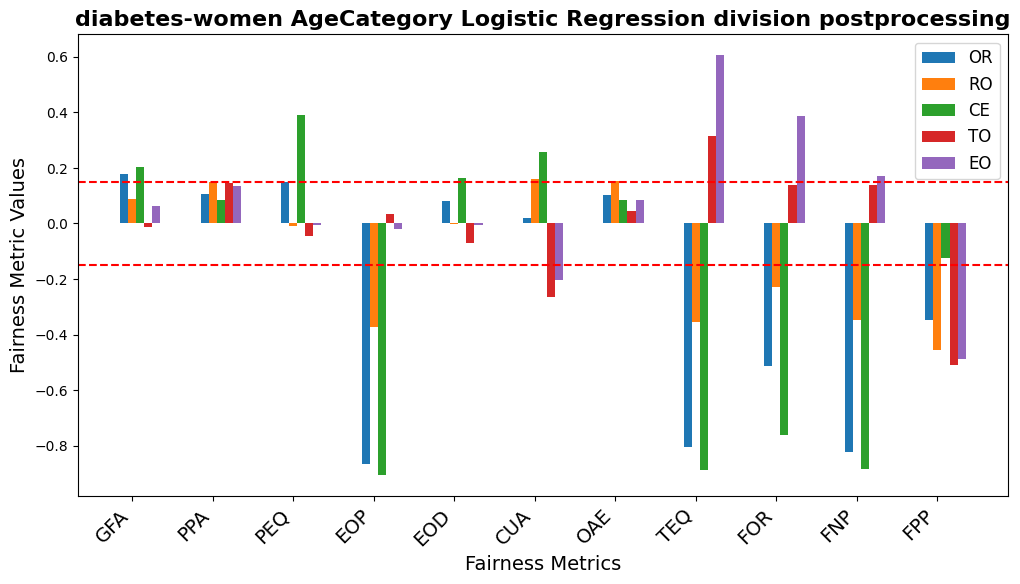 diabetes-women AgeCategory Logistic Regression division postprocessing
Fairness Metric Values
0.6
0.4
0.2
0.0
−0.2
−0.4
−0.6
−0.8
OR
RO
CE
TO
EO
GFA
PPA
PEQ
EOP
EOD
CUA
OAE
TEQ
FOR
FNP
FPP
Fairness Metrics